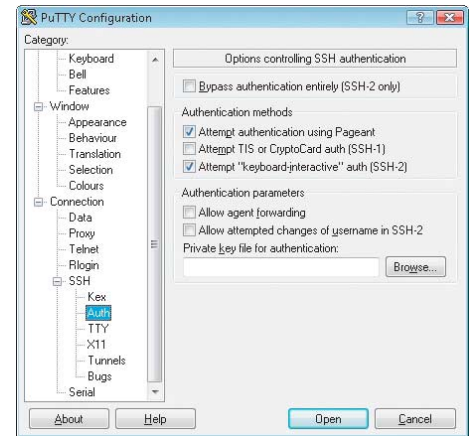 PuTTY Configuration
Category:
Keyboard
Bell
Features
Window
Appearance
Behaviour
Translation
Selection
Colours
Connection
Data
Proxy
Telnet
Rlogin
SSH
Kex
Auth
TTY
X11
Tunnels
Bugs
Serial
Options controlling SSH authentication
Bypass authentication entirely (SSH-2 only)
Authentication methods
Attempt authentication using Pageant
Attempt TIS or CryptoCard auth (SSH-1)
Attempt "keyboard-interactive" auth (SSH-2)
Authentication parameters
Allow agent forwarding
Allow attempted changes of username in SSH-2
Private key file for authentication:
Browse...
About
Help
Open
Cancel